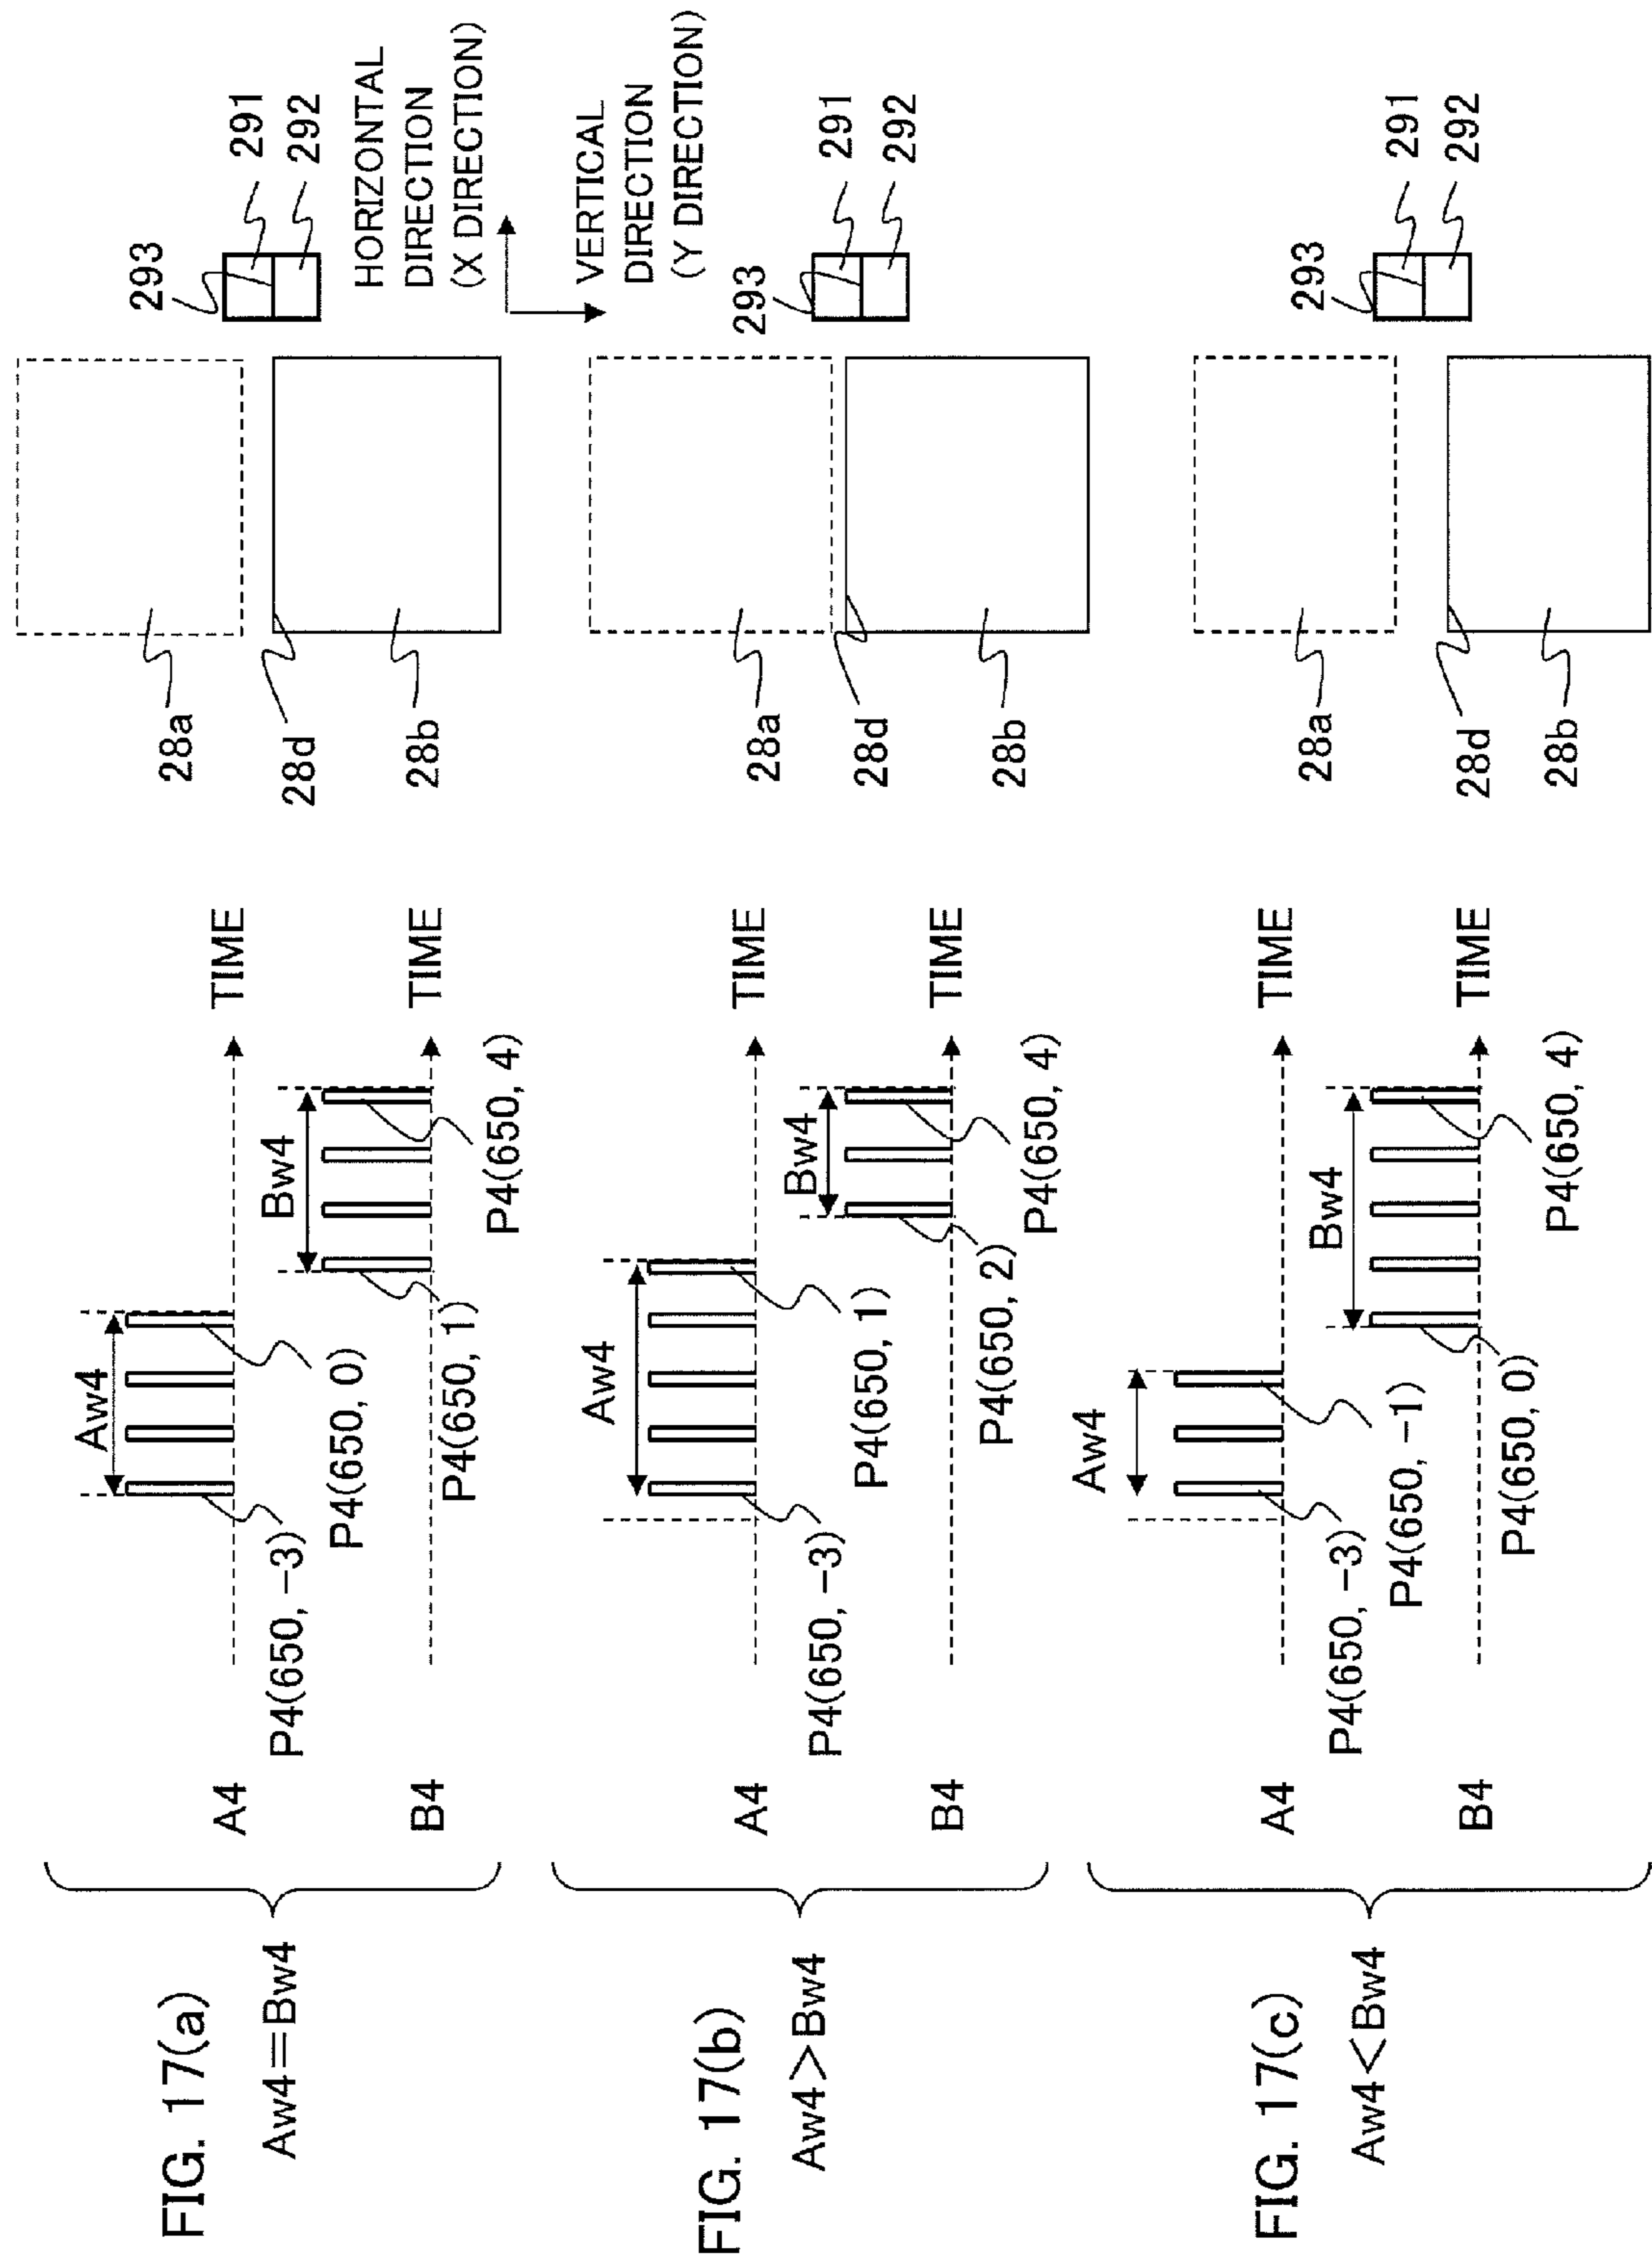 FIG. 17(a)
Aw4=Bw4
A4
Aw4
TIME
P4(650, -3)
P4(650, 0)
B4
Bw4
TIME
P4(650, 1)
P4(650, 4)
28a
28d
28b
293
291
292
HORIZONTAL
DIRECTION
(X DIRECTION)
VERTICAL
DIRECTION
(Y DIRECTION)
FIG. 17(b)
Aw4>Bw4
A4
Aw4
TIME
P4(650, -3)
P4(650, 1)
B4
Bw4
TIME
P4(650, 2)
P4(650, 4)
28a
28d
28b
293
291
292
FIG. 17(c)
Aw4<Bw4
A4
Aw4
TIME
P4(650, -3)
P4(650, -1)
B4
Bw4
TIME
P4(650, 0)
P4(650, 4)
28a
28d
28b
293
291
292